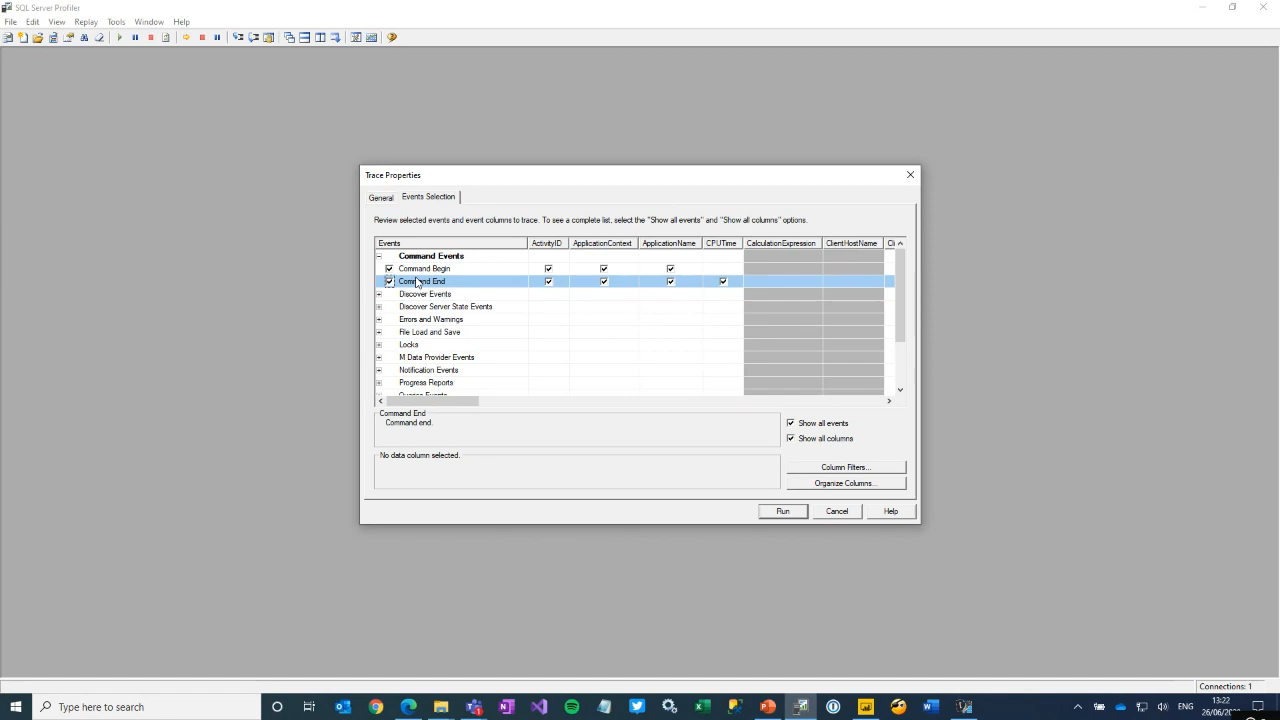 SQL Server Profiler
File Edit View Replay Tools Window Help
Trace Properties
General Events Selection
Review selected events and event columns to trace. To see a complete list, select the "Show all events" and "Show all columns" options.
Events ActivityID ApplicationContext ApplicationName CPUTime CalculationExpression ClientHostName Cli
Command Events
Command Begin
Command End
Discover Events
Discover Server State Events
Errors and Warnings
File Load and Save
Locks
M Data Provider Events
Notification Events
Progress Reports
Command End
Command end.
Show all events
Show all columns
No data column selected.
Column Filters...
Organize Columns...
Run Cancel Help
Connections: 1
Type here to search
ENG
13:22